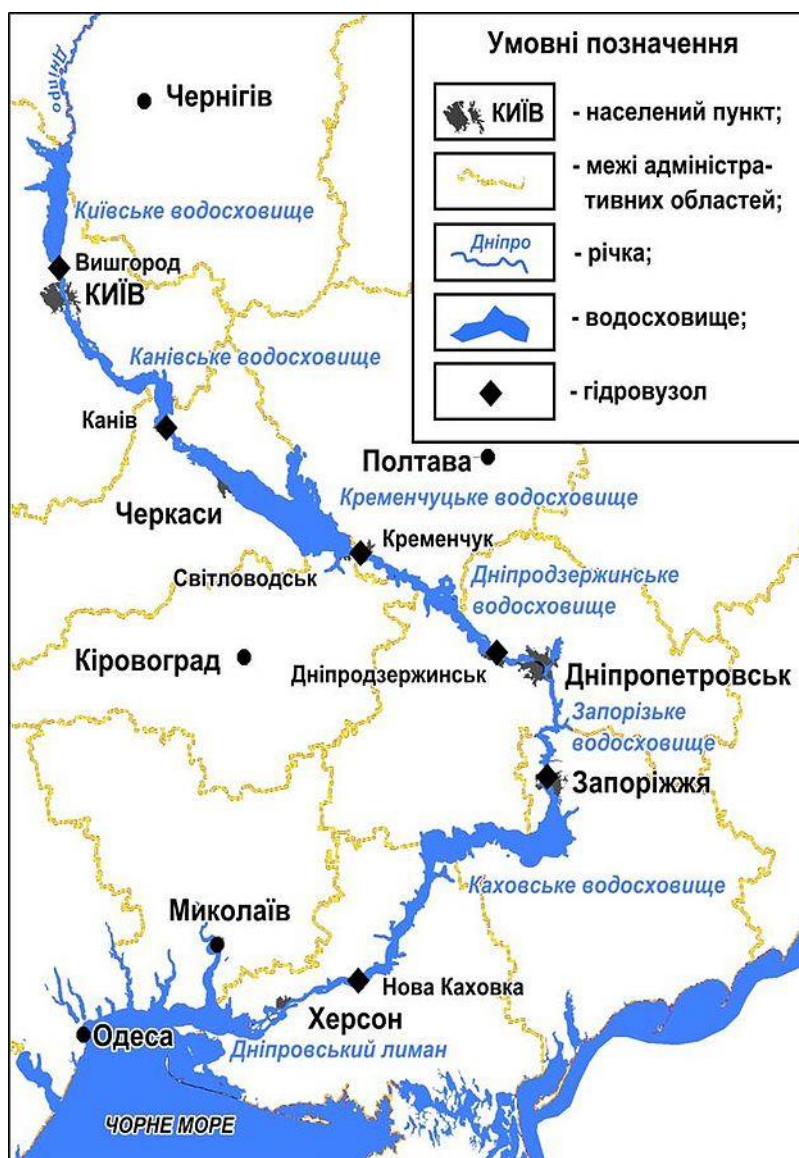 Умовні позначення
КИЇВ
- населений пункт;
- межі адміністра-
тивних областей;
Дніпро
- річка;
- водосховище;
- гідровузол
Дніпро
Чернігів
Київське водосховище
Вишгород
КИЇВ
Канівське водосховище
Канів
Полтава
Черкаси
Кременчуцьке водосховище
Кременчук
Світловодськ
Дніпродзержинське
водосховище
Кіровоград
Дніпродзержинськ
Дніпропетровськ
Запорізьке
водосховище
Запоріжжя
Каховське водосховище
Миколаїв
Нова Каховка
Херсон
Одеса
Дніпровський лиман
ЧОРНЕ МОРЕ